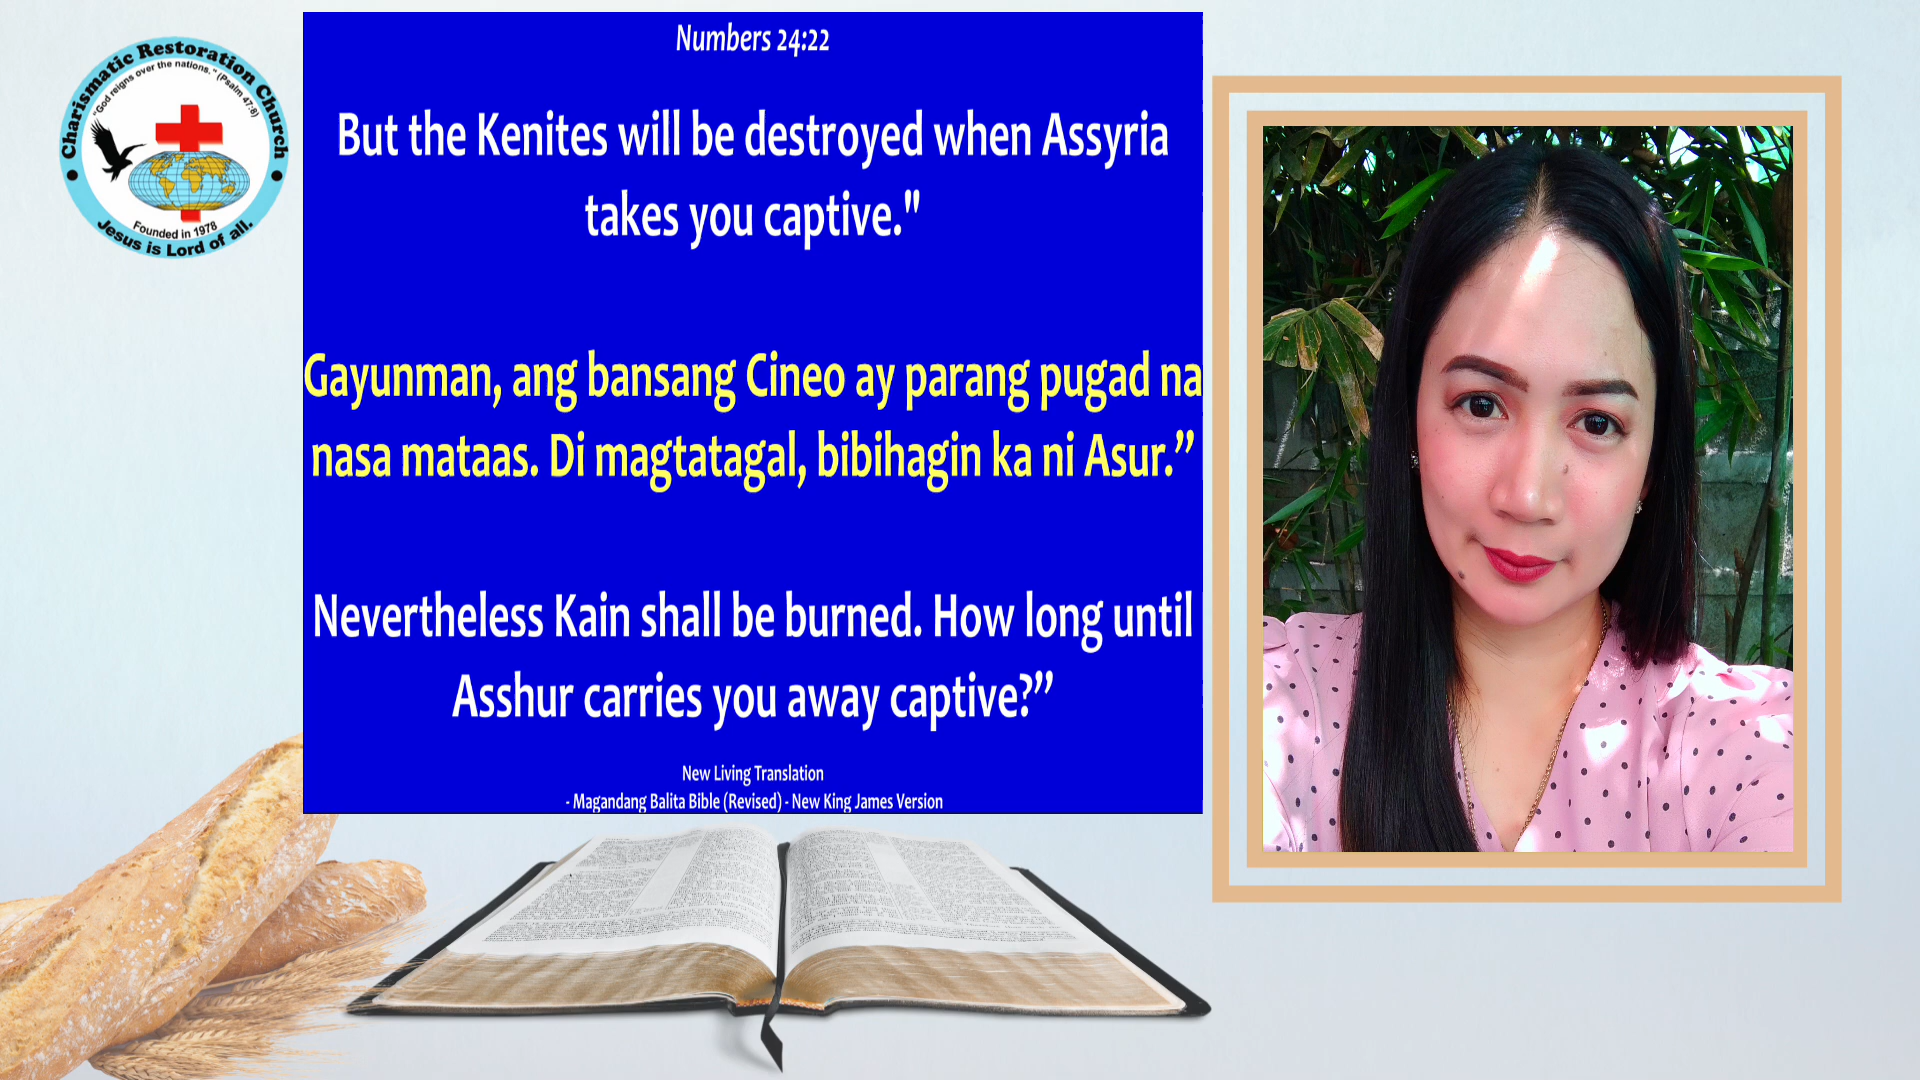 Charismatic Restoration Church
"God reigns over the nations." (Psalm 47:8)
Founded in 1978
Jesus is Lord of all.
Numbers 24:22
But the Kenites will be destroyed when Assyria
takes you captive."
Gayunman, ang bansang Cineo ay parang pugad na
nasa mataas. Di magtatagal, bibihagin ka ni Asur.”
Nevertheless Kain shall be burned. How long until
Asshur carries you away captive?”
New Living Translation
- Magandang Balita Bible (Revised) - New King James Version